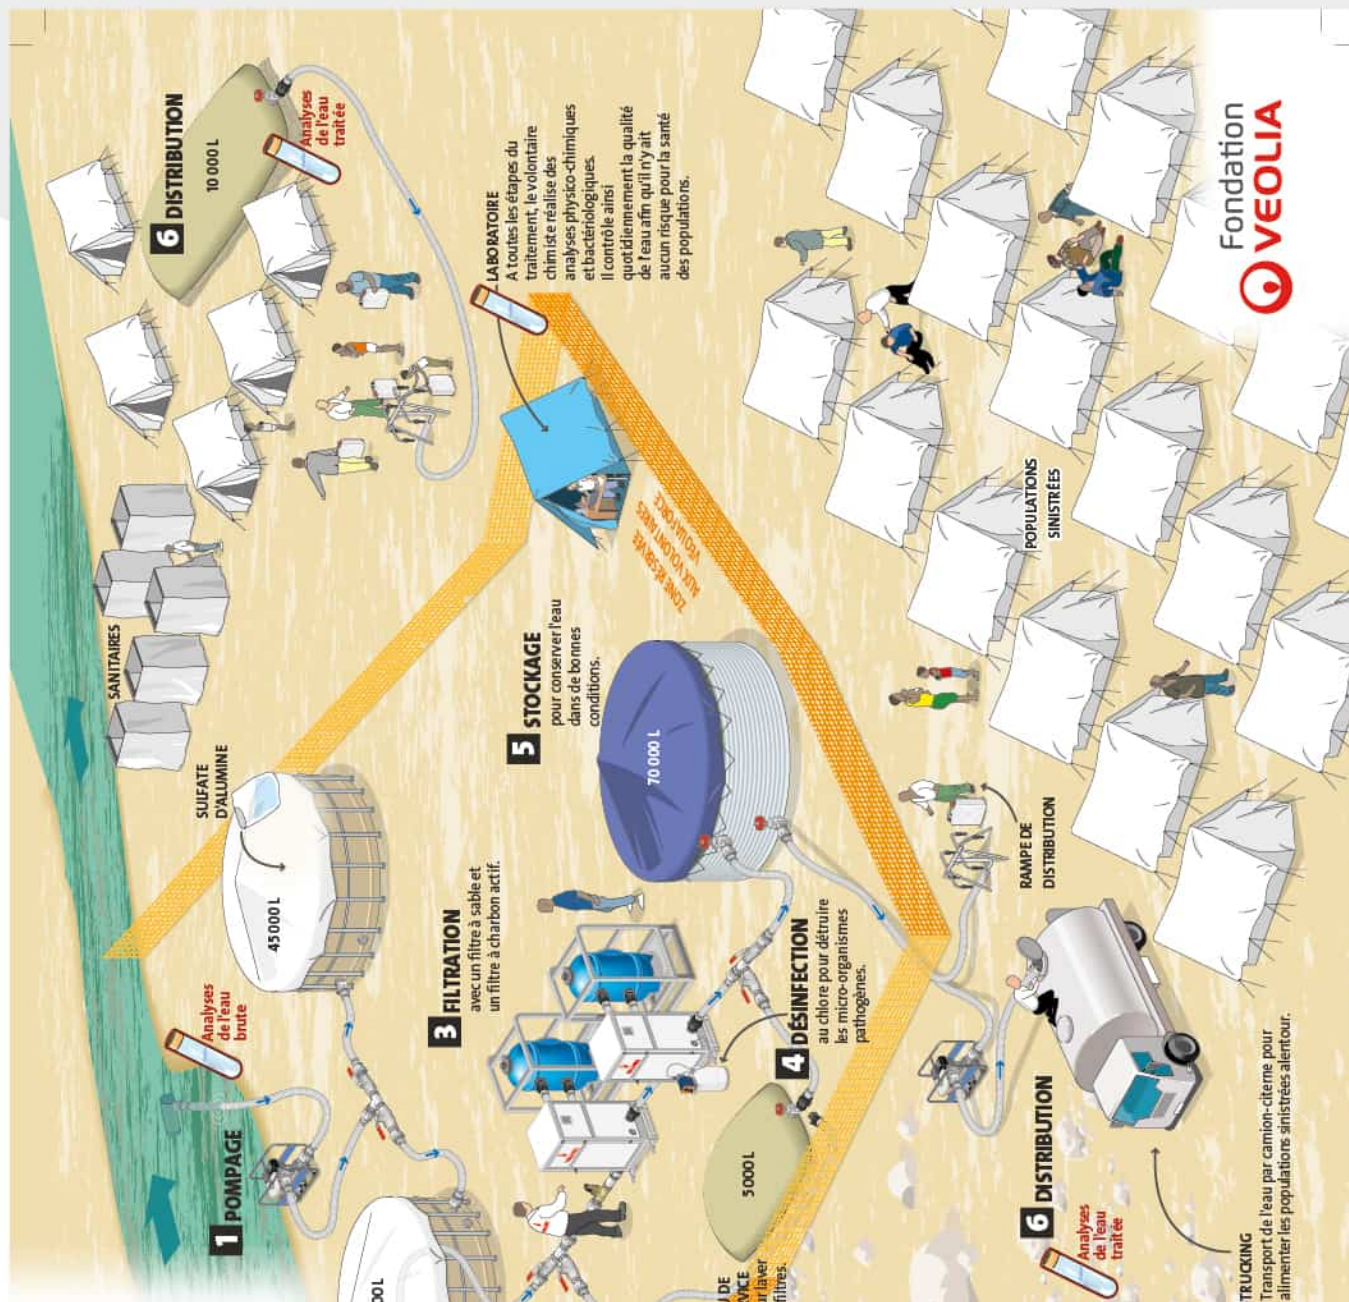 1 POMPAGE
Analyses
de l'eau
brute
SULFATE
D'ALUMINE
45 000 L
SANITAIRES
6 DISTRIBUTION
10 000 L
Analyses
de l'eau
traitée
3 FILTRATION
avec un filtre à sable et
un filtre à charbon actif.
4 DÉSINFECTION
au chlore pour détruire
les micro-organismes
pathogènes.
5 STOCKAGE
pour conserver l'eau
dans de bonnes
conditions.
70 000 L
LABORATOIRE
A toutes les étapes du
traitement, le volontaire
chimiste réalise des
analyses physico-chimiques
et bactériologiques.
Il contrôle ainsi
quotidiennement la qualité
de l'eau afin qu'il n'y ait
aucun risque pour la santé
des populations.
ZONE RÉSERVÉE
AUX VOLONTAIRES
VEOLIAFORCE
5 000 L
DE
laver
filtres.
6 DISTRIBUTION
Analyses
de l'eau
traitée
RAMPE DE
DISTRIBUTION
POPULATIONS
SINISTRÉES
TRUCKING
Transport de l'eau par camion-citerne pour
alimenter les populations sinistrées alentour.
Fondation
VEOLIA